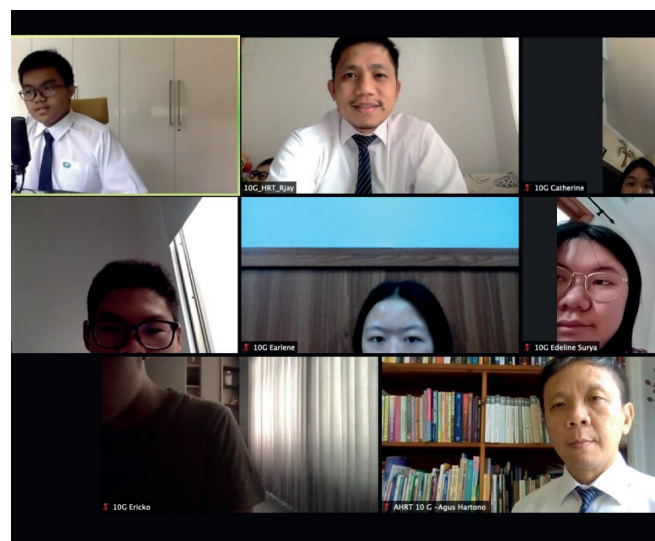 10G_HRT_Rjay
10G Catherine
10G Earlene
10G Edeline Surya
10G Ericko
AHRT 10 G -Agus Hartono